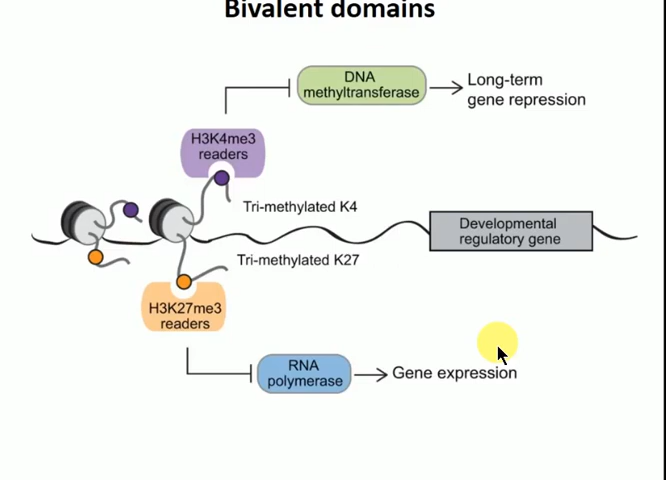 Bivalent domains
DNA
methyltransferase
Long-term
gene repression
H3K4me3
readers
Tri-methylated K4
Developmental
regulatory gene
Tri-methylated K27
H3K27me3
readers
RNA
polymerase
Gene expression